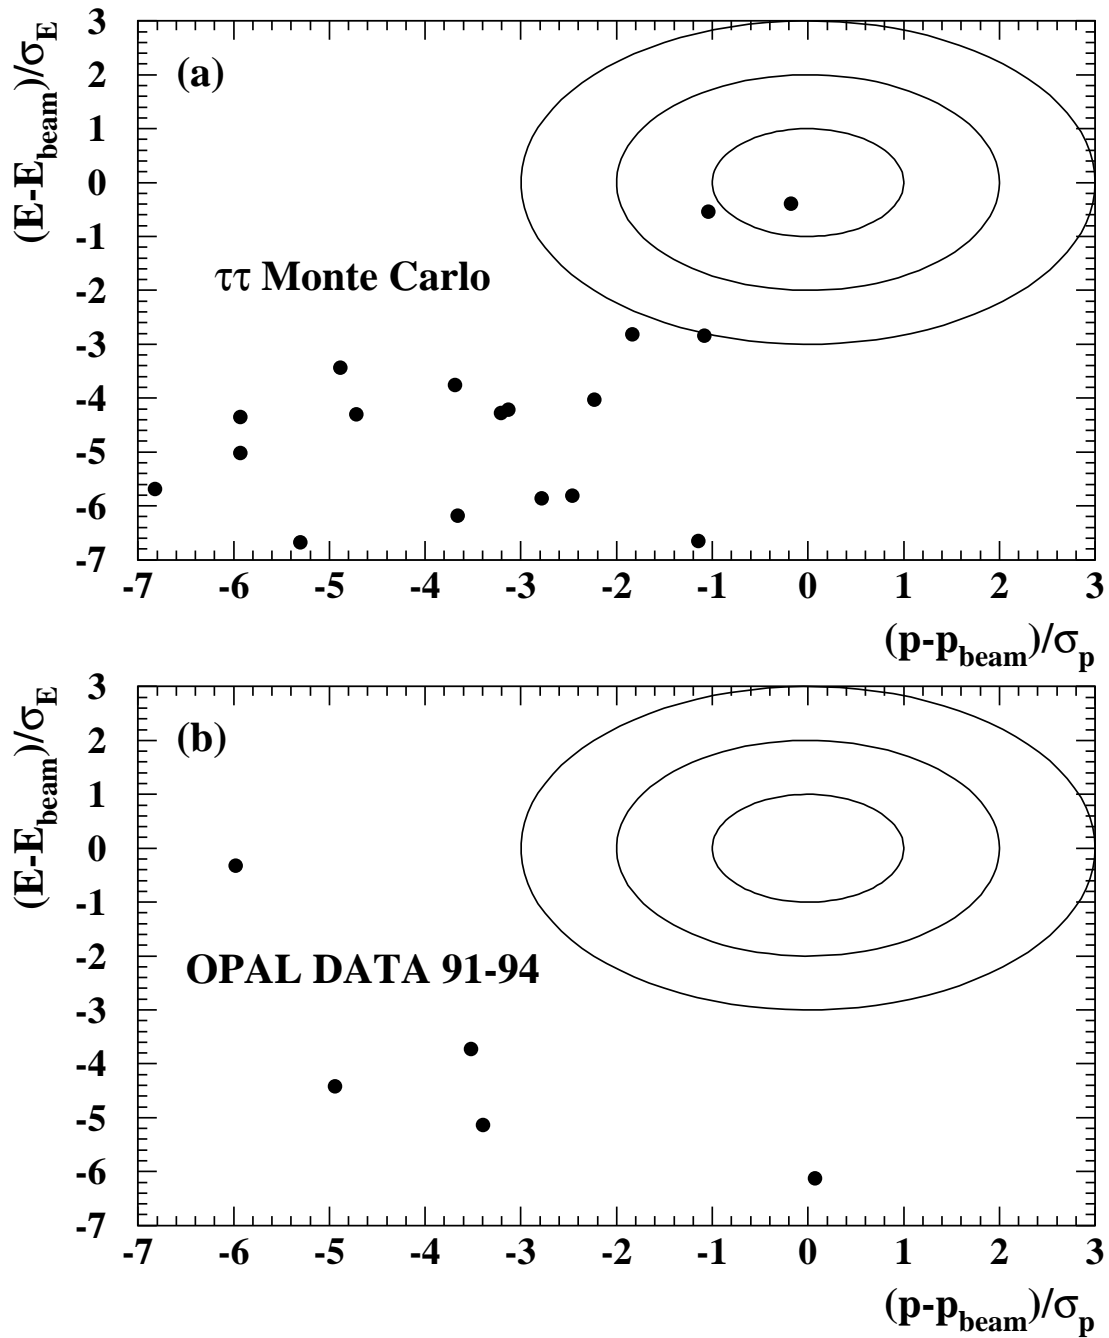 (E-E_beam)/σ_E
(a)
3
2
1
0
-1
-2
-3
-4
-5
-6
-7
ττ Monte Carlo
-7 -6 -5 -4 -3 -2 -1 0 1 2 3
(p-p_beam)/σ_p
(E-E_beam)/σ_E
(b)
3
2
1
0
-1
-2
-3
-4
-5
-6
-7
OPAL DATA 91-94
-7 -6 -5 -4 -3 -2 -1 0 1 2 3
(p-p_beam)/σ_p